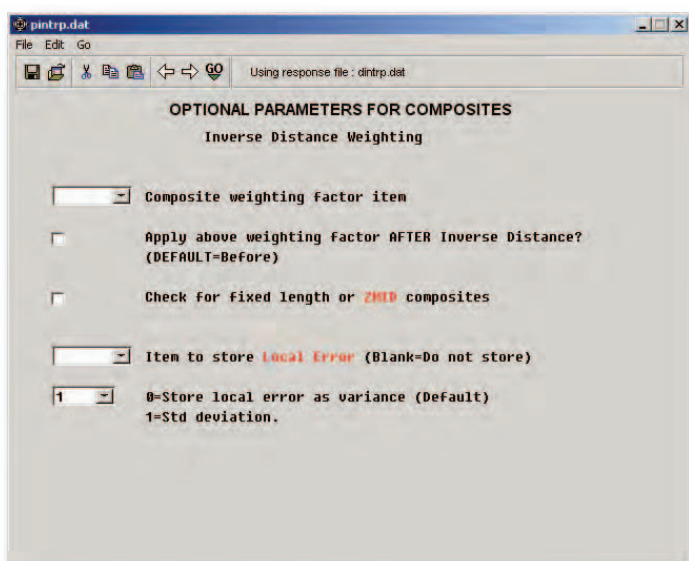 pintrp.dat
File Edit Go
GO Using response file : dintrp.dat
OPTIONAL PARAMETERS FOR COMPOSITES
Inverse Distance Weighting
Composite weighting factor item
Apply above weighting factor AFTER Inverse Distance?
(DEFAULT=Before)
Check for fixed length or ZMID composites
Item to store Local Error (Blank=Do not store)
1 0=Store local error as variance (Default)
1=Std deviation.